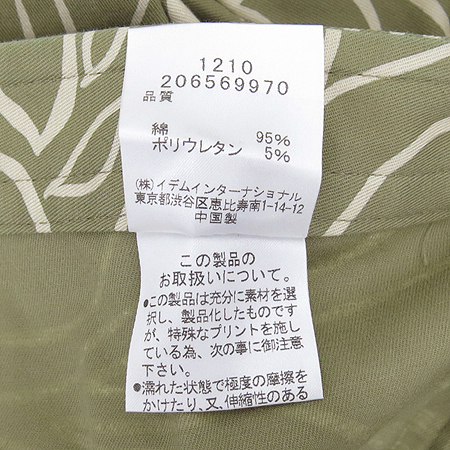 1210
206569970
品質
綿 95%
ポリウレタン 5%
(株)イデムインターナショナル
東京都渋谷区恵比寿南1-14-12
中国製
この製品の
お取扱いについて。
●この製品は充分に素材を選
択し、製品化したものです
が、特殊なプリントを施し
ている為、次の事に御注意
下さい。
●濡れた状態で極度の摩擦を
かけたり、又、伸縮性のある